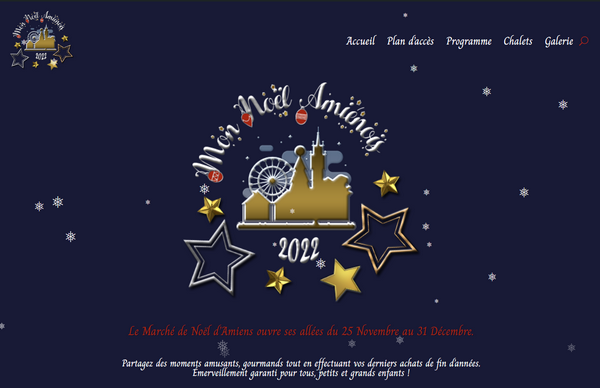 Mon Noël Amiénois
2022
Accueil Plan d'accès Programme Chalets Galerie
Mon Noël Amiénois
2022
Le Marché de Noël d'Amiens ouvre ses allées du 25 Novembre au 31 Décembre.
Partagez des moments amusants, gourmands tout en effectuant vos derniers achats de fin d'années.
Emerveillement garanti pour tous, petits et grands enfants !